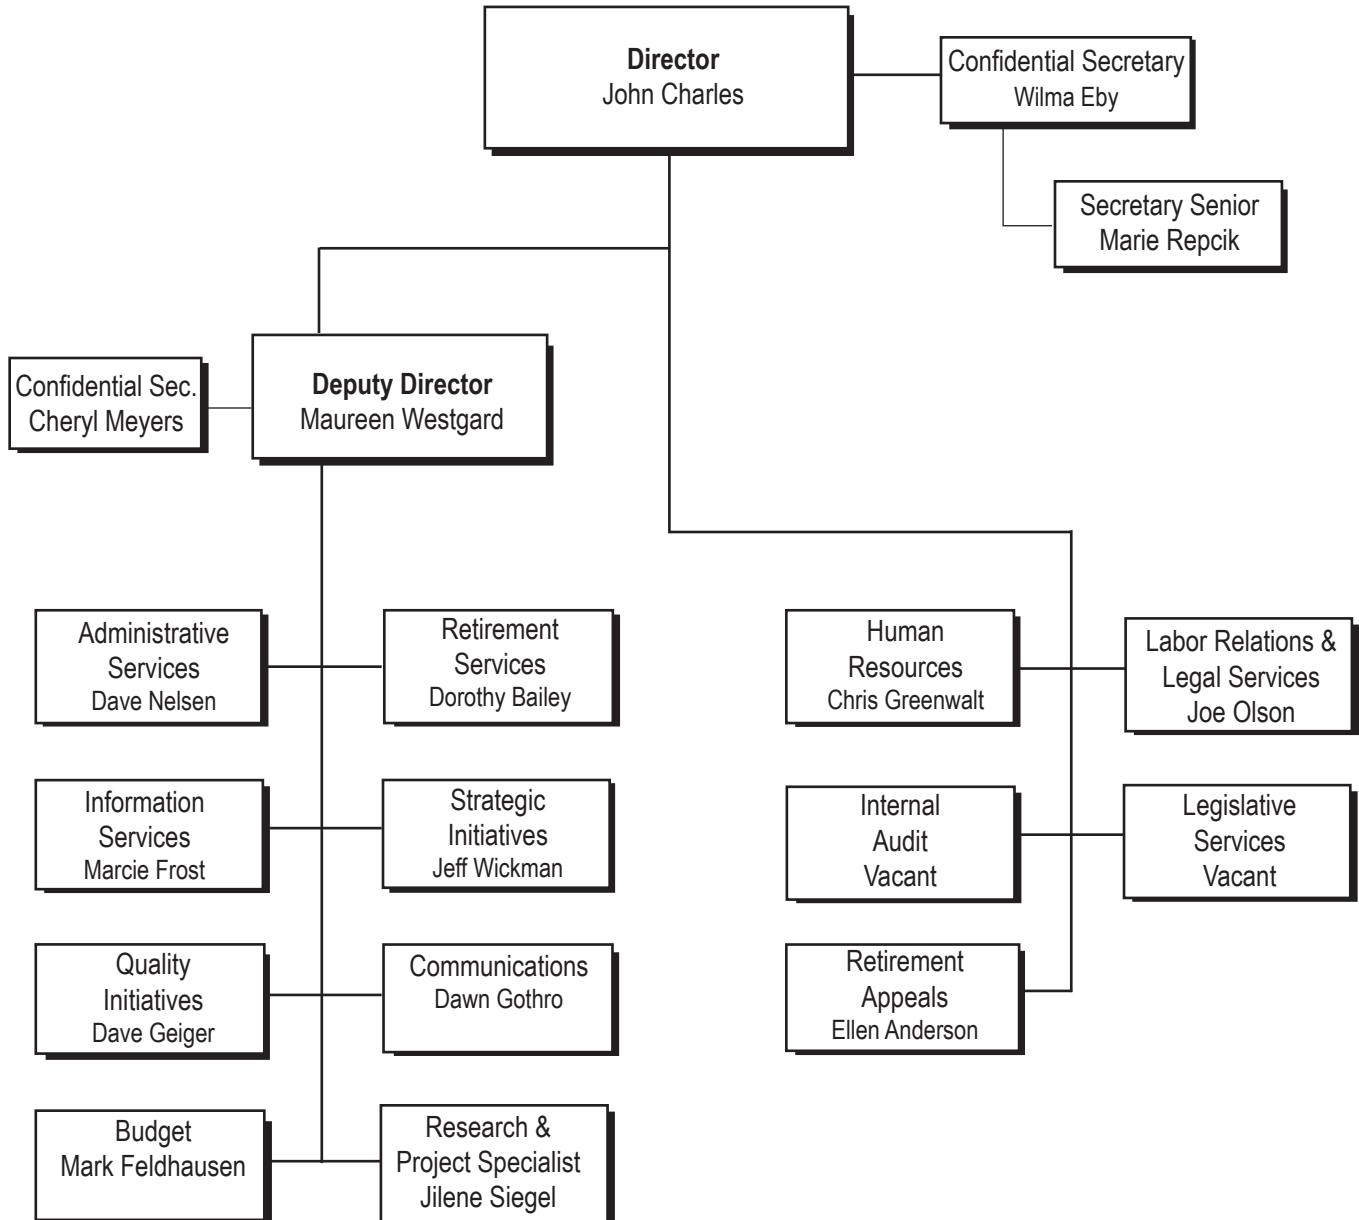 Director
John Charles
Confidential Secretary
Wilma Eby
Secretary Senior
Marie Repcik
Confidential Sec.
Cheryl Meyers
Deputy Director
Maureen Westgard
Administrative
Services
Dave Nelsen
Retirement
Services
Dorothy Bailey
Human
Resources
Chris Greenwalt
Labor Relations &
Legal Services
Joe Olson
Information
Services
Marcie Frost
Strategic
Initiatives
Jeff Wickman
Internal
Audit
Vacant
Legislative
Services
Vacant
Quality
Initiatives
Dave Geiger
Communications
Dawn Gothro
Retirement
Appeals
Ellen Anderson
Budget
Mark Feldhausen
Research &
Project Specialist
Jilene Siegel